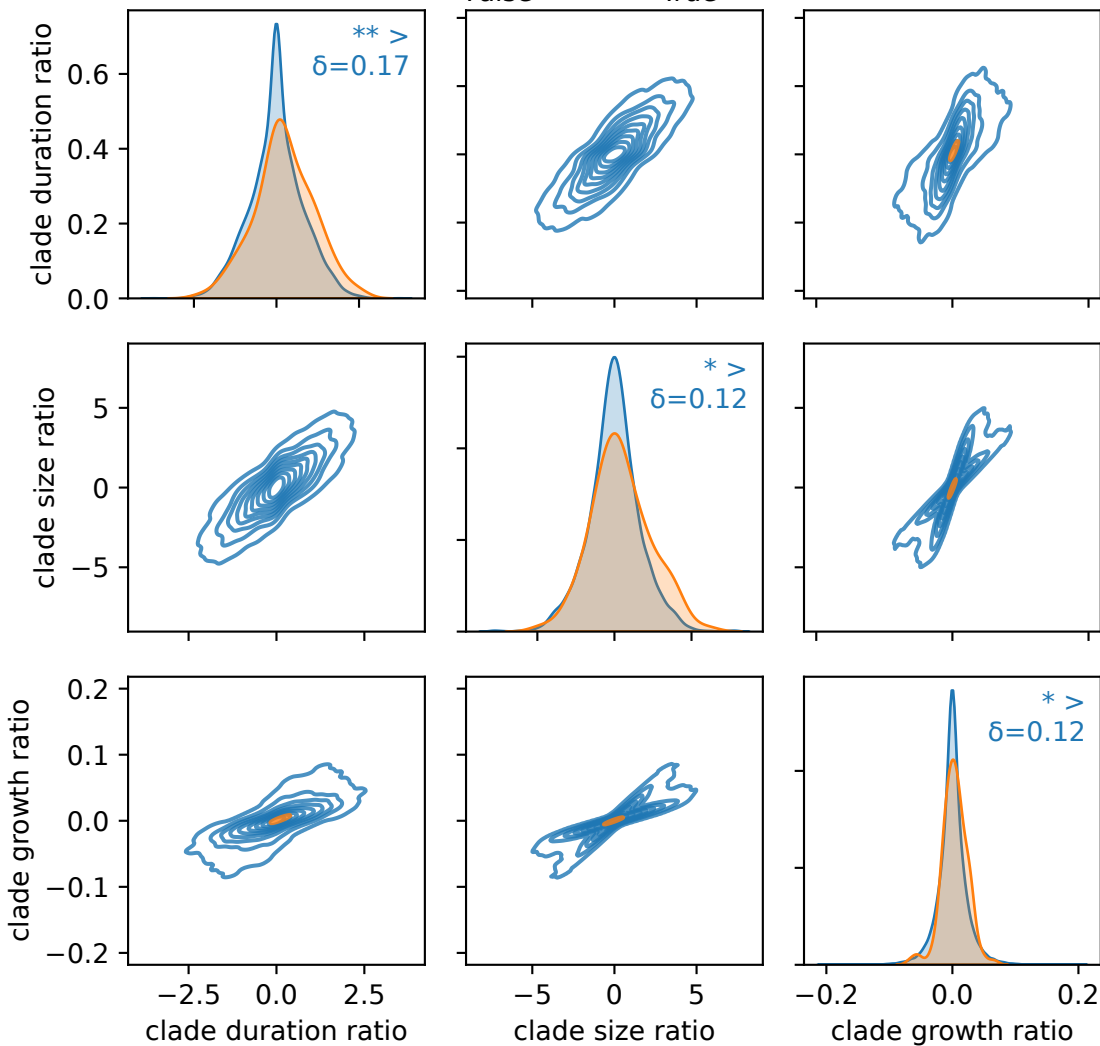 ** >
δ=0.17
clade duration ratio
0.6
0.4
0.2
0.0
* >
δ=0.12
clade size ratio
5
0
−5
* >
δ=0.12
clade growth ratio
0.2
0.1
0.0
−0.1
−0.2
−2.5 0.0 2.5 −5 0 5 −0.2 0.0 0.2
clade duration ratio clade size ratio clade growth ratio